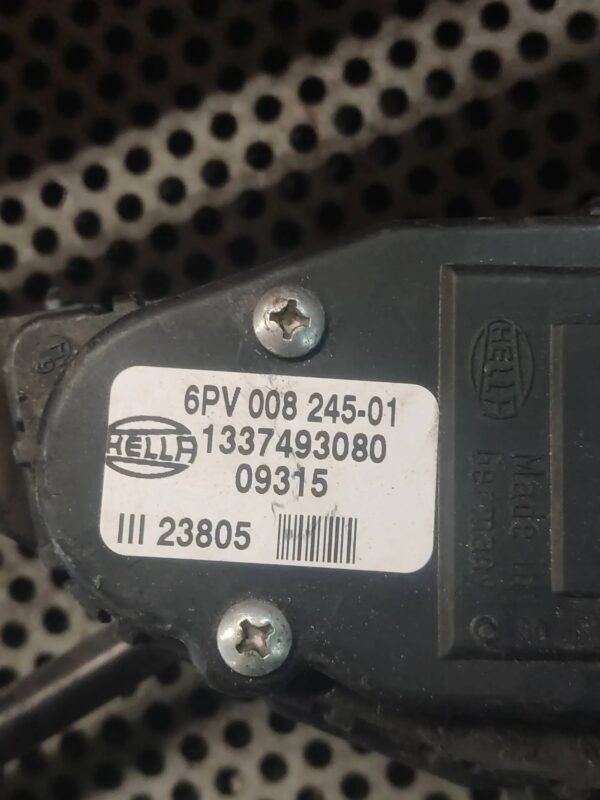 6PV 008 245-01
HELLA
1337493080
09315
III 23805
HELLA
Made in
Germany